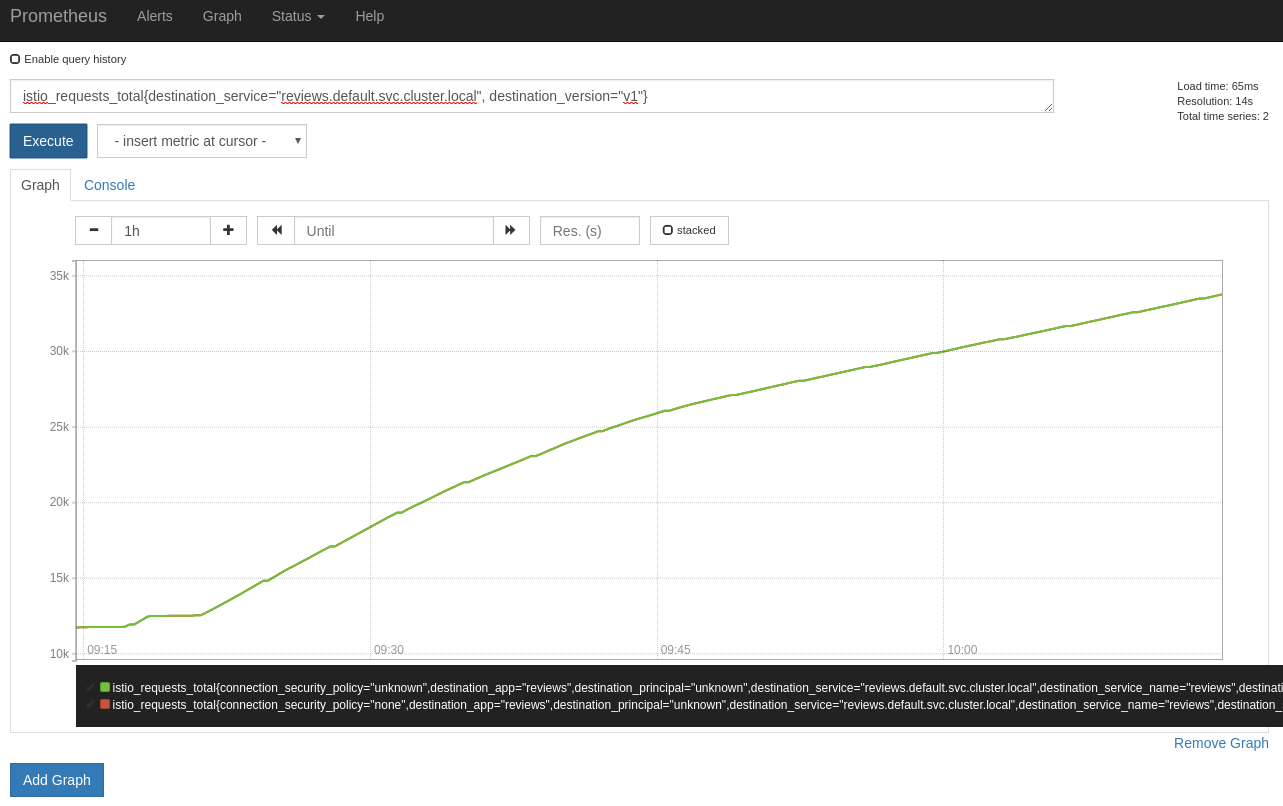 Prometheus Alerts Graph Status Help
Enable query history
istio_requests_total{destination_service="reviews.default.svc.cluster.local", destination_version="v1"}
Load time: 65ms
Resolution: 14s
Total time series: 2
Execute - insert metric at cursor -
Graph Console
1h Until Res. (s) stacked
35k
30k
25k
20k
15k
10k
09:15 09:30 09:45 10:00
istio_requests_total{connection_security_policy="unknown",destination_app="reviews",destination_principal="unknown",destination_service="reviews.default.svc.cluster.local",destination_service_name="reviews",destinati
istio_requests_total{connection_security_policy="none",destination_app="reviews",destination_principal="unknown",destination_service="reviews.default.svc.cluster.local",destination_service_name="reviews",destination_
Remove Graph
Add Graph